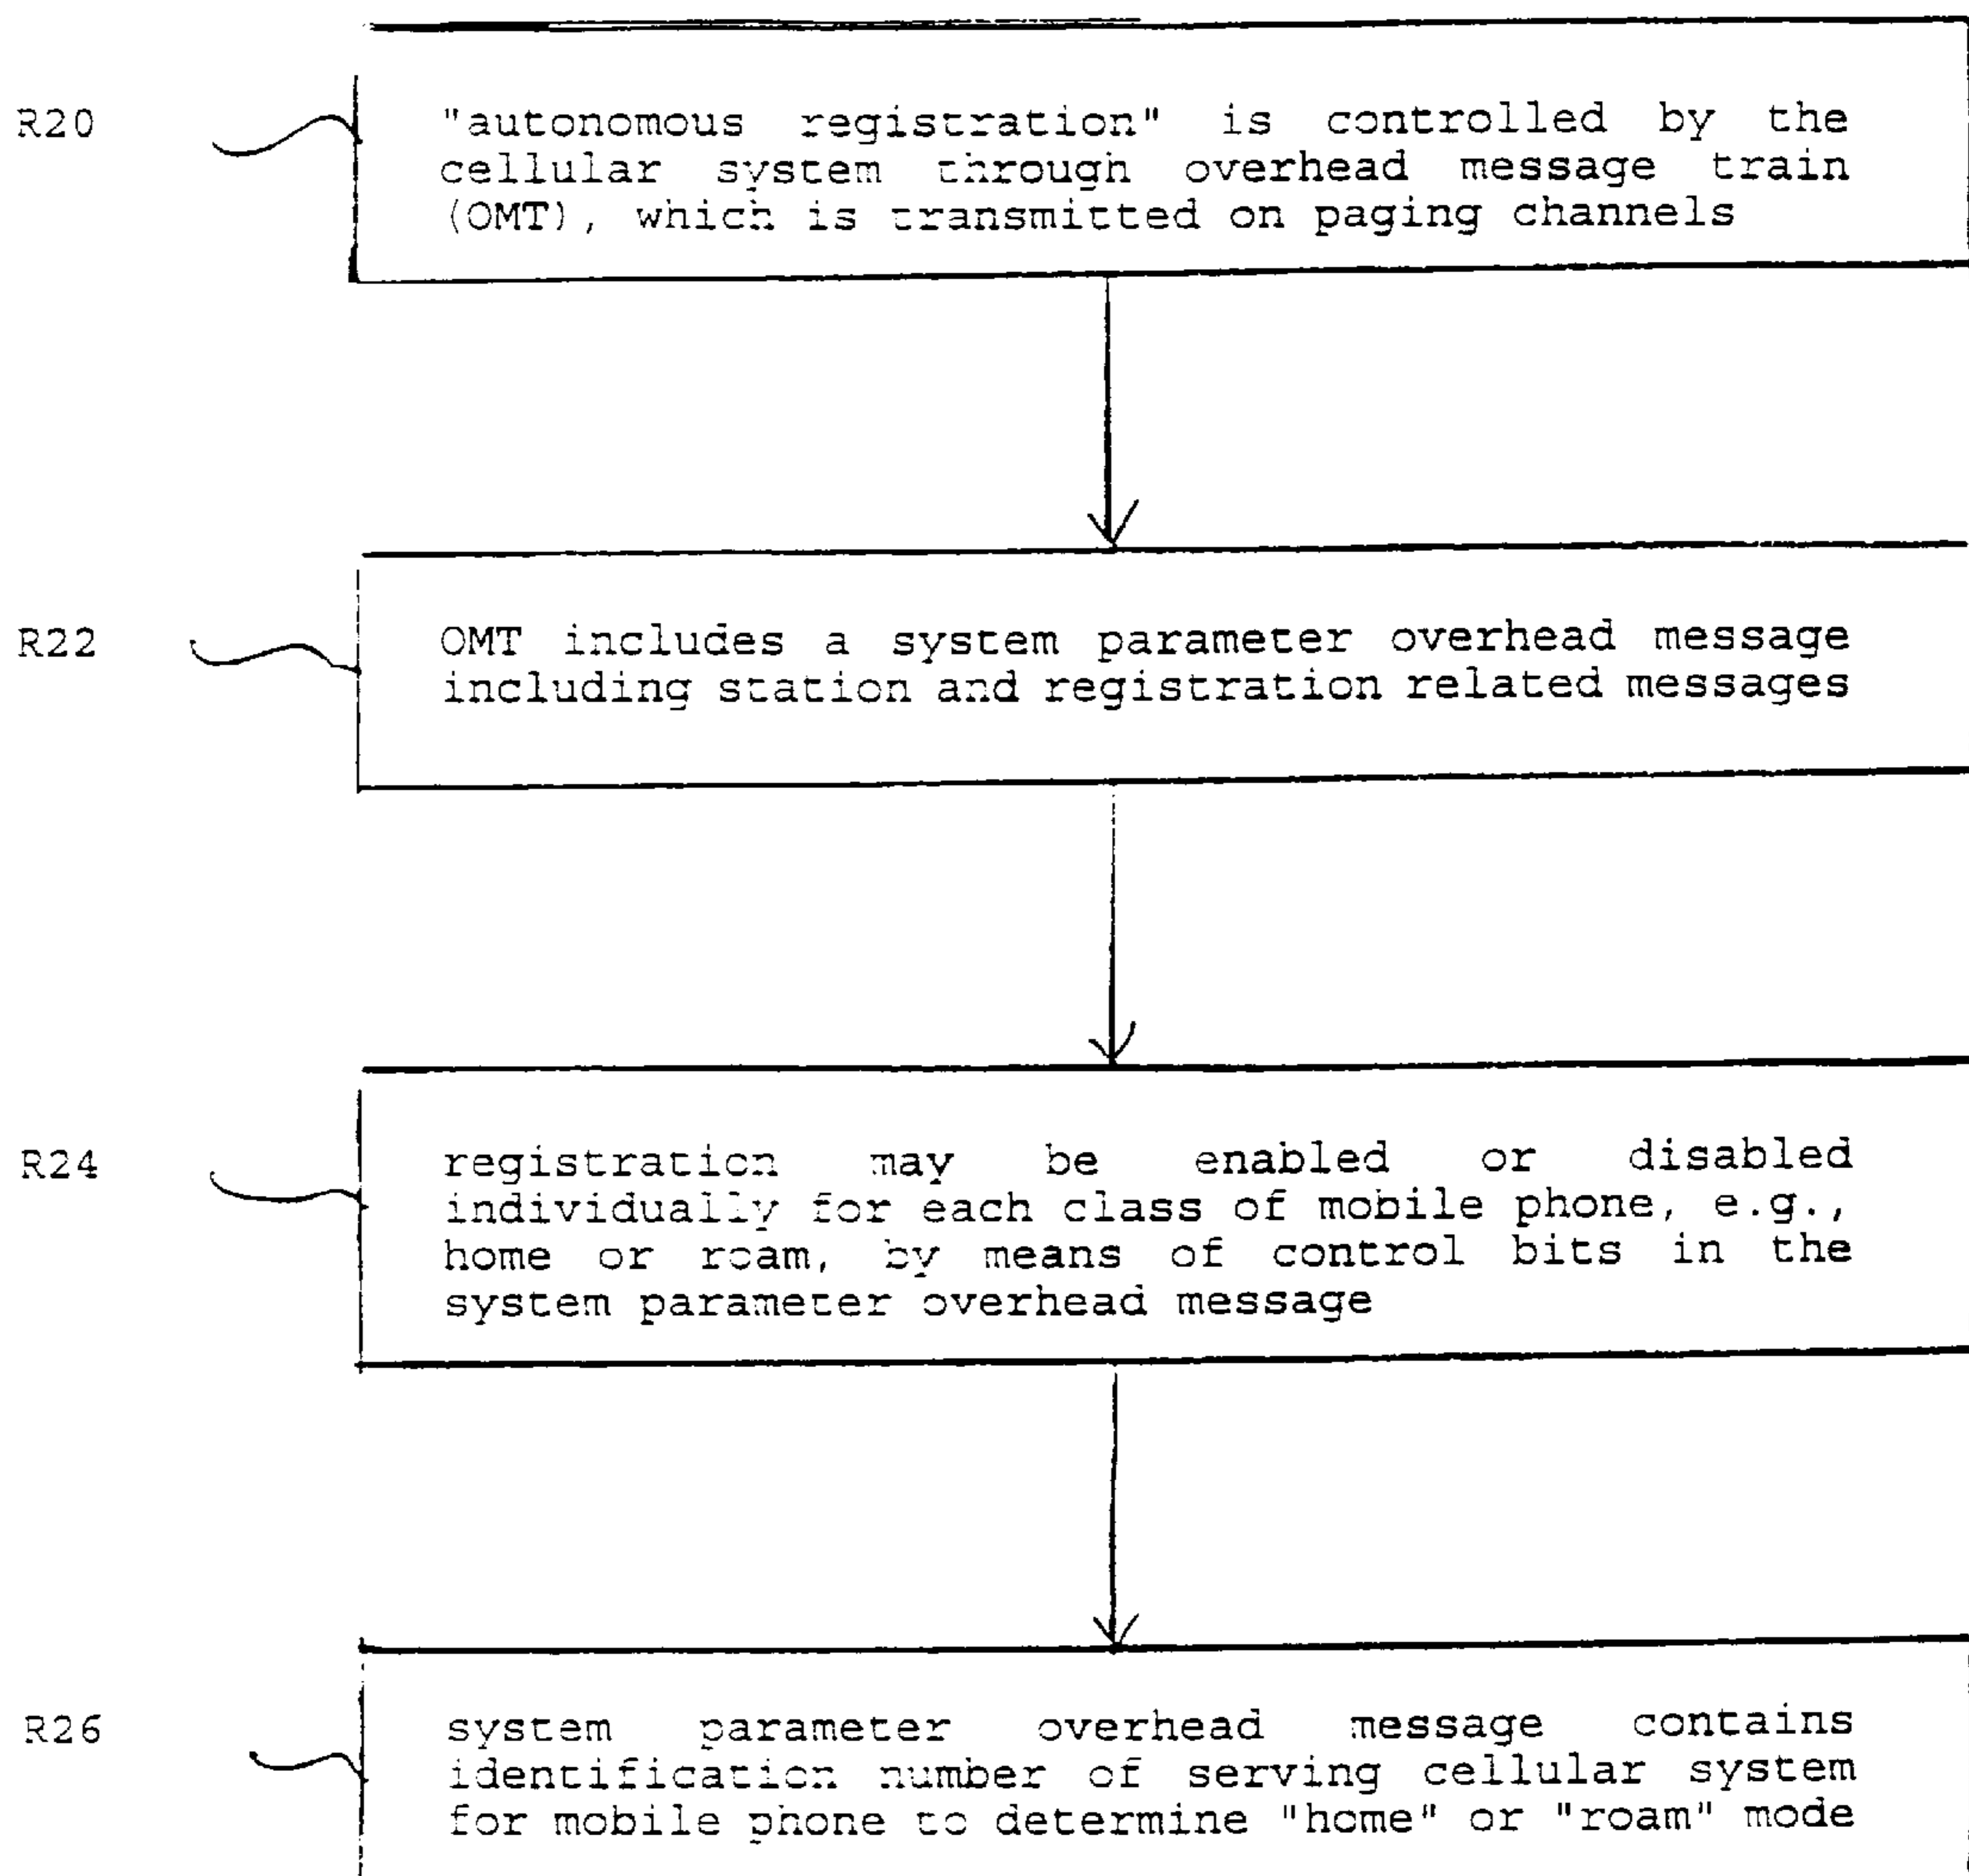 R20
"autonomous registration" is controlled by the
cellular system through overhead message train
(OMT), which is transmitted on paging channels
R22
OMT includes a system parameter overhead message
including station and registration related messages
R24
registration may be enabled or disabled
individually for each class of mobile phone, e.g.,
home or roam, by means of control bits in the
system parameter overhead message
R26
system parameter overhead message contains
identification number of serving cellular system
for mobile phone to determine "home" or "roam" mode